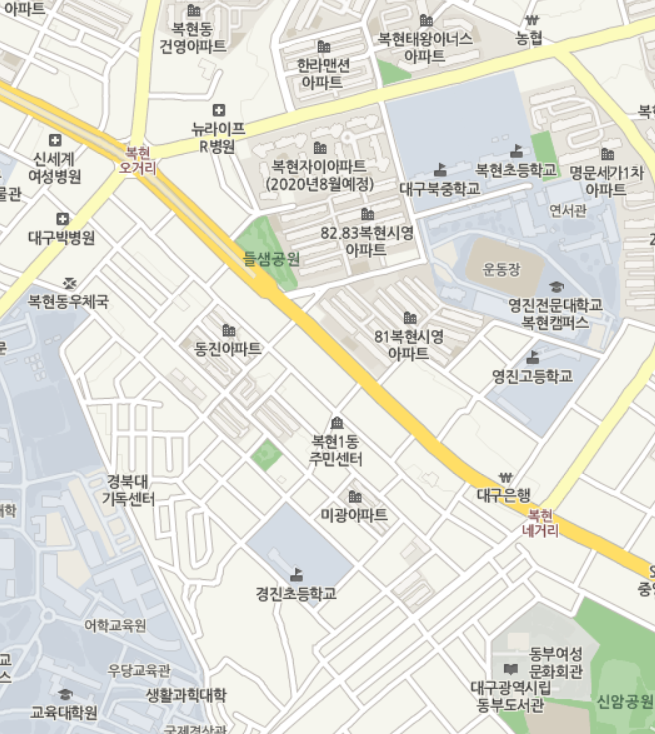 아파트
복현동
건영아파트
한라맨션
아파트
복현태왕이너스
아파트
농협
뉴라이프
R병원
복현
오거리
신세계
여성병원
복현자이아파트
(2020년8월예정)
대구북중학교
복현초등학교
명문세가1차
아파트
연서관
대구박병원
82,83복현시영
아파트
들샘공원
운동장
복현동우체국
영진전문대학교
복현캠퍼스
동진아파트
81복현시영
아파트
영진고등학교
복현1동
주민센터
경북대
기독센터
대구은행
미광아파트
복현
네거리
경진초등학교
어학교육원
우당교육관
생활과학대학
교육대학원
동부여성
문화회관
대구광역시립
동부도서관
신암공원